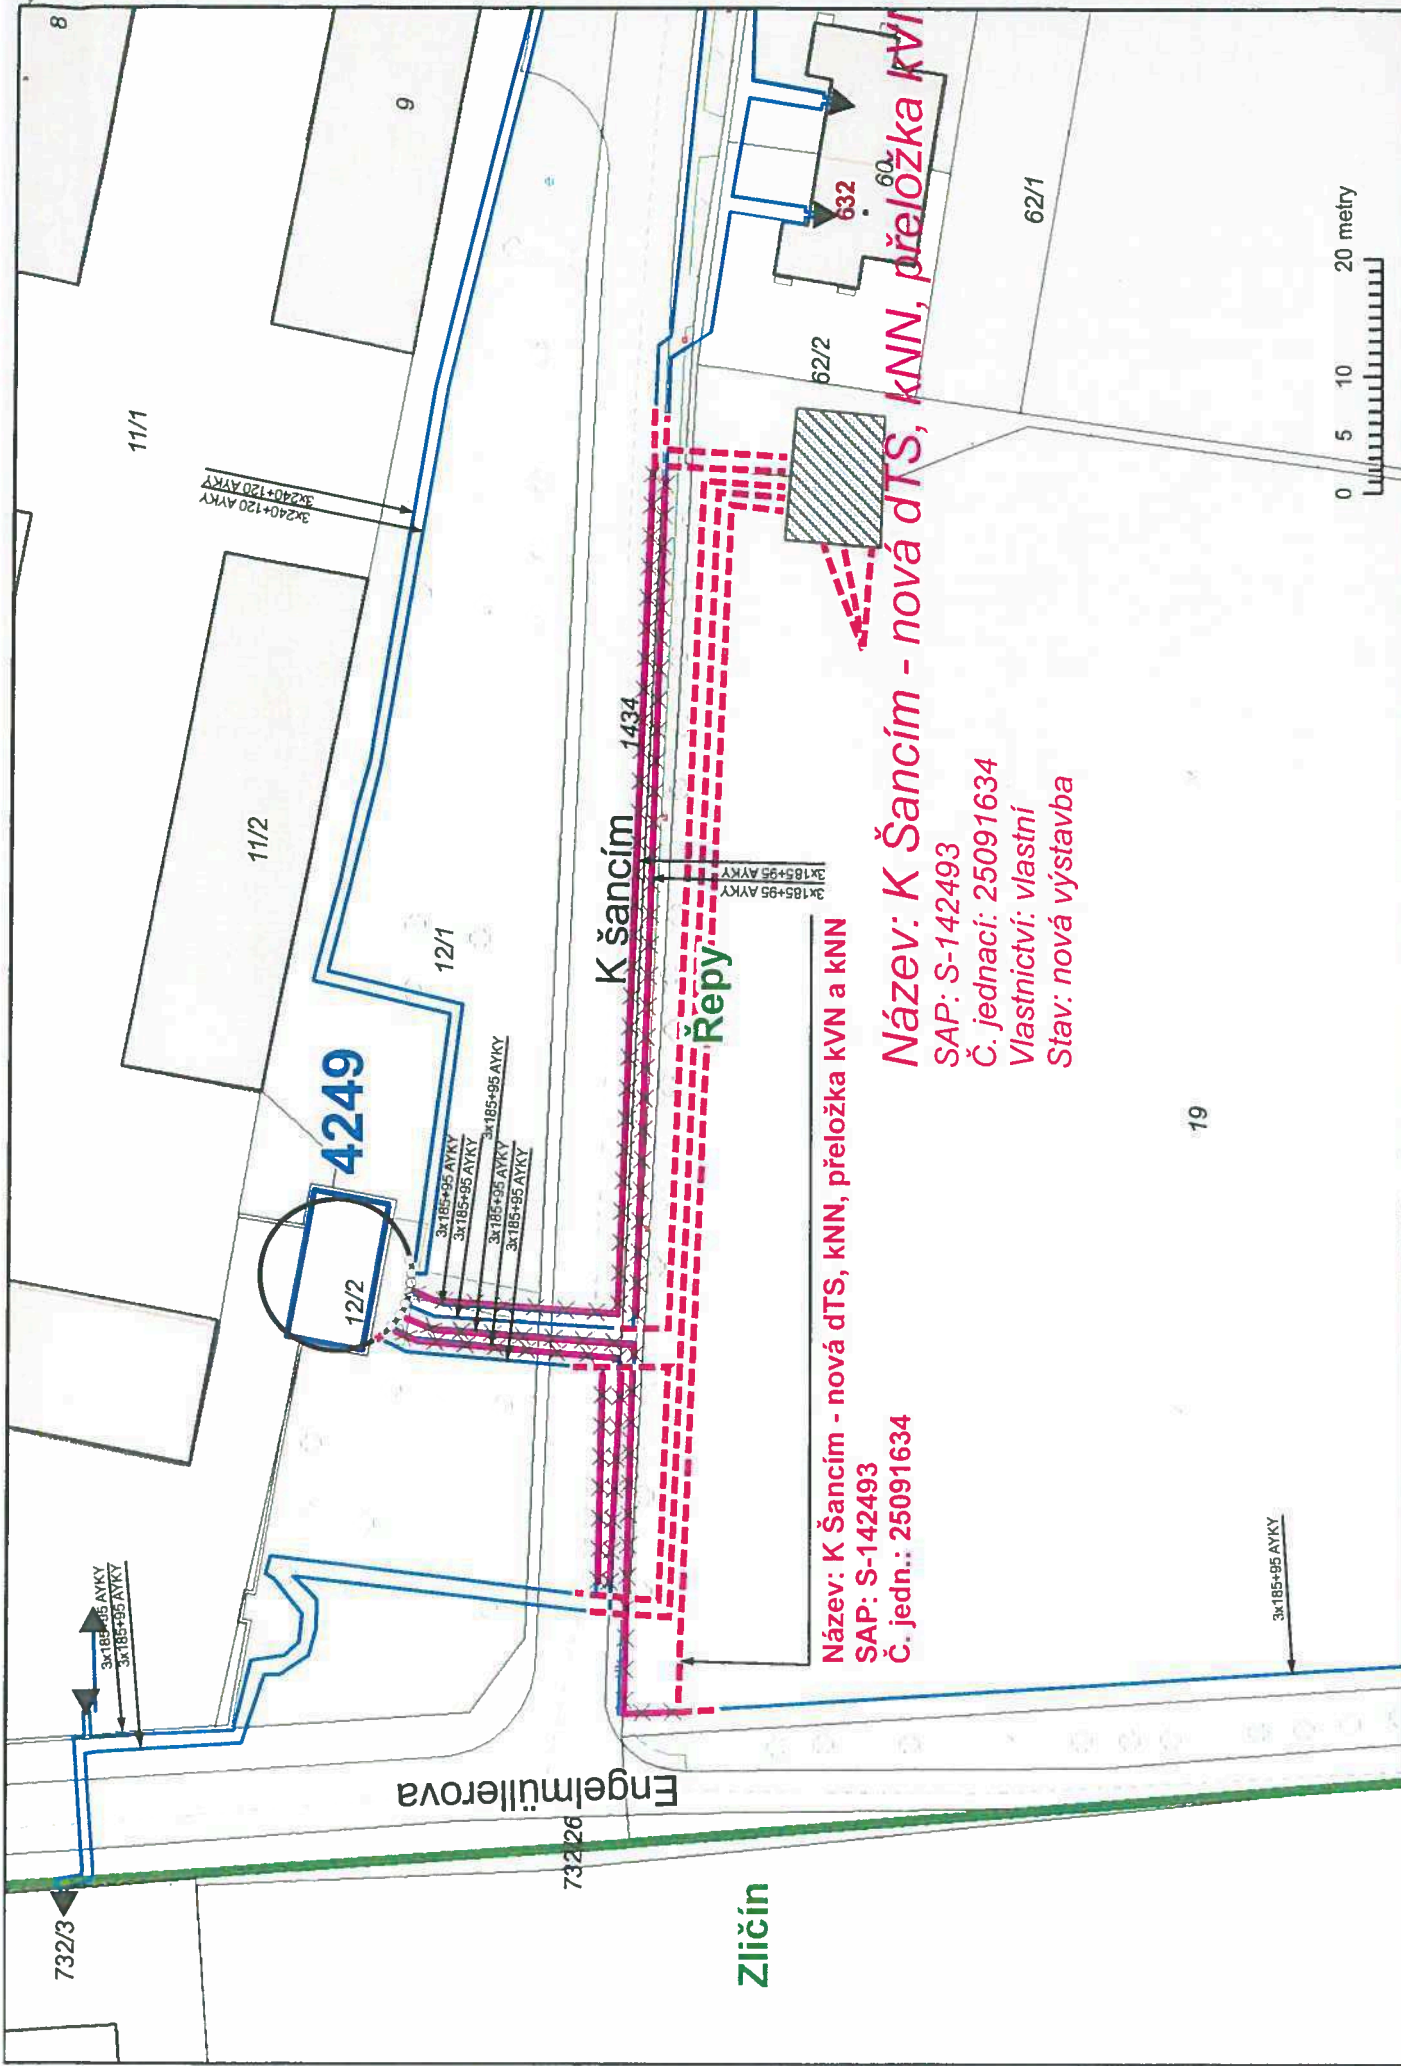 8
9
11/1
3x240+120 AYKY
3x240+120 AYKY
11/2
12/1
4249
12/2
3x185+95 AYKY
3x185+95 AYKY
3x185+95 AYKY
3x185+95 AYKY
3x185+95 AYKY
3x185+95 AYKY
3x185+95 AYKY
732/3
Engelmüllerova
732/26
Zličín
K šancím
1434
Řepy
3x185+95 AYKY
3x185+95 AYKY
632
60
62/1
62/2
Název: K Šancím - nová dTS, kNN, přeložka kVN a kNN
SAP: S-142493
Č. jedn.: 25091634
Název: K Šancím - nová dTS, kNN, přeložka kVN
SAP: S-142493
Č. jednací: 25091634
Vlastnictví: vlastní
Stav: nová výstavba
19
3x185+95 AYKY
0 5 10 20 metry